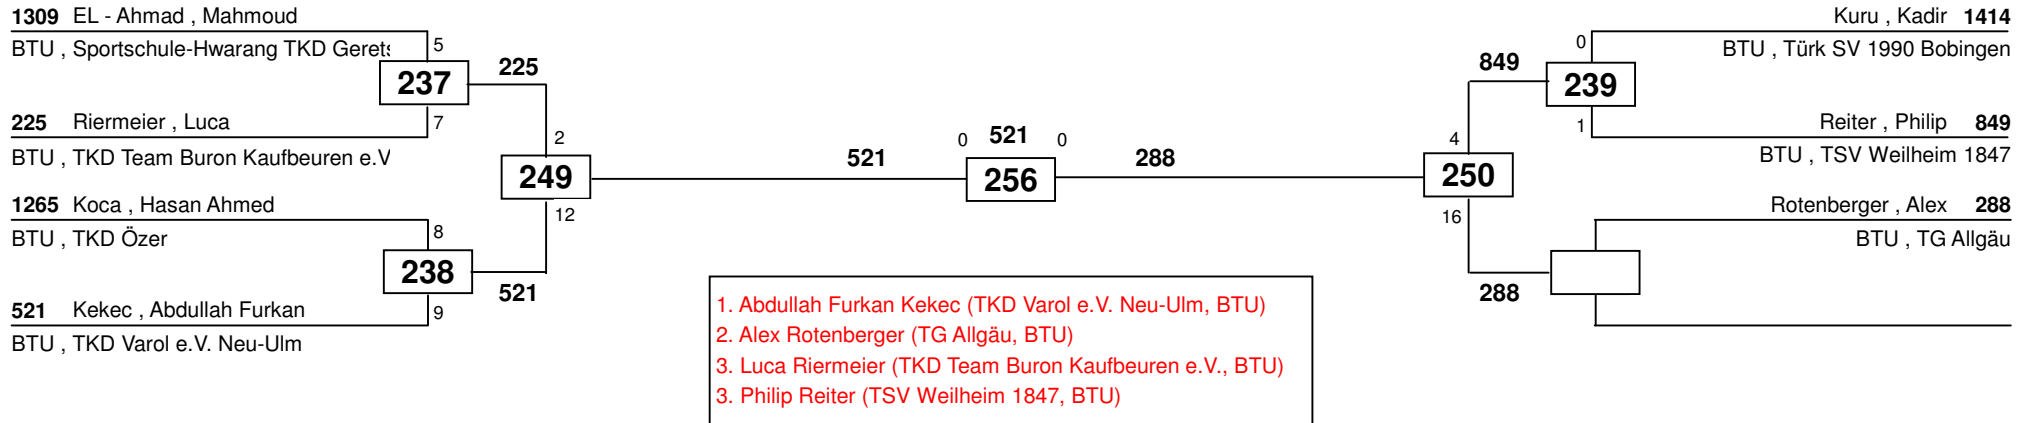 1309 EL - Ahmad , Mahmoud
BTU , Sportschule-Hwarang TKD Gerets
5
237
225
7
225 Riermeier , Luca
BTU , TKD Team Buron Kaufbeuren e.V
2
249
12
1265 Koca , Hasan Ahmed
BTU , TKD Özer
8
238
521
9
521 Kekec , Abdullah Furkan
BTU , TKD Varol e.V. Neu-Ulm
521
0 521 0
256
288
Kuru , Kadir 1414
BTU , Türk SV 1990 Bobingen
0
849
239
1
Reiter , Philip 849
BTU , TSV Weilheim 1847
4
250
16
Rotenberger , Alex 288
BTU , TG Allgäu
288
1. Abdullah Furkan Kekec (TKD Varol e.V. Neu-Ulm, BTU)
2. Alex Rotenberger (TG Allgäu, BTU)
3. Luca Riermeier (TKD Team Buron Kaufbeuren e.V., BTU)
3. Philip Reiter (TSV Weilheim 1847, BTU)